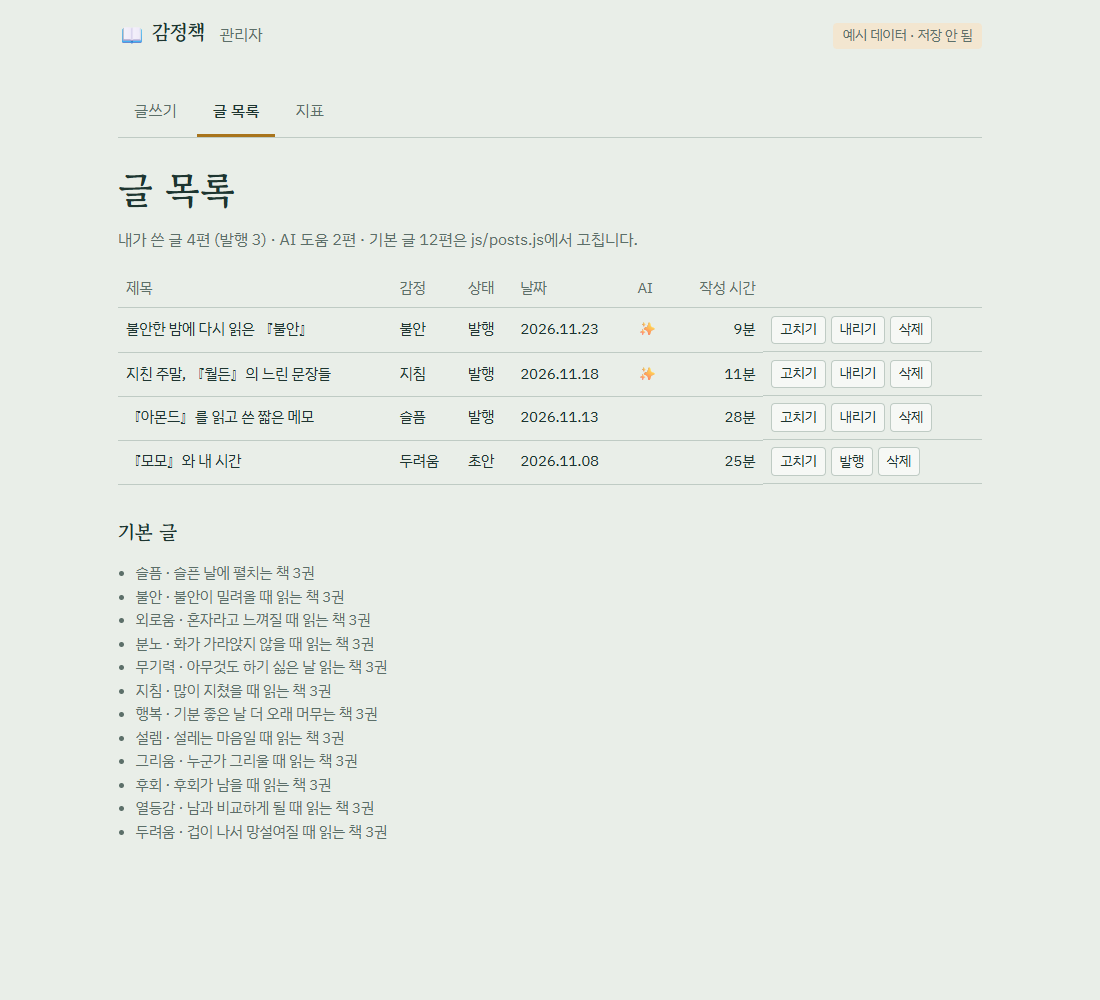 📖 감정책 관리자
예시 데이터 · 저장 안 됨
글쓰기 글 목록 지표
글 목록
내가 쓴 글 4편 (발행 3) · AI 도움 2편 · 기본 글 12편은 js/posts.js에서 고칩니다.
제목 감정 상태 날짜 AI 작성 시간
불안한 밤에 다시 읽은 『불안』 불안 발행 2026.11.23 ✨ 9분 고치기 내리기 삭제
지친 주말, 『월든』의 느린 문장들 지침 발행 2026.11.18 ✨ 11분 고치기 내리기 삭제
『아몬드』를 읽고 쓴 짧은 메모 슬픔 발행 2026.11.13 28분 고치기 내리기 삭제
『모모』와 내 시간 두려움 초안 2026.11.08 25분 고치기 발행 삭제
기본 글
• 슬픔 · 슬픈 날에 펼치는 책 3권
• 불안 · 불안이 밀려올 때 읽는 책 3권
• 외로움 · 혼자라고 느껴질 때 읽는 책 3권
• 분노 · 화가 가라앉지 않을 때 읽는 책 3권
• 무기력 · 아무것도 하기 싫은 날 읽는 책 3권
• 지침 · 많이 지쳤을 때 읽는 책 3권
• 행복 · 기분 좋은 날 더 오래 머무는 책 3권
• 설렘 · 설레는 마음일 때 읽는 책 3권
• 그리움 · 누군가 그리울 때 읽는 책 3권
• 후회 · 후회가 남을 때 읽는 책 3권
• 열등감 · 남과 비교하게 될 때 읽는 책 3권
• 두려움 · 겁이 나서 망설여질 때 읽는 책 3권